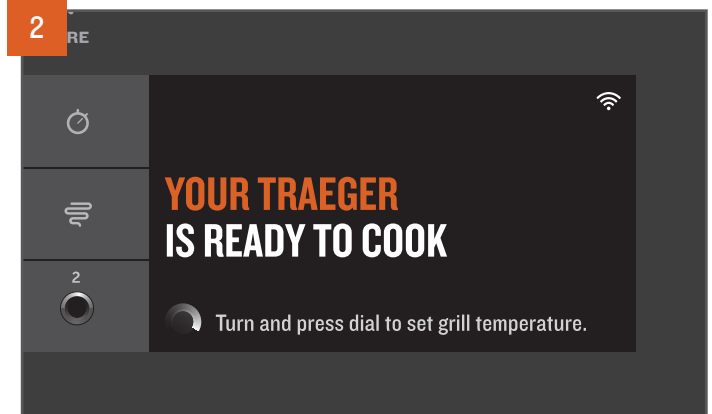 2
RE
YOUR TRAEGER
IS READY TO COOK
2
Turn and press dial to set grill temperature.